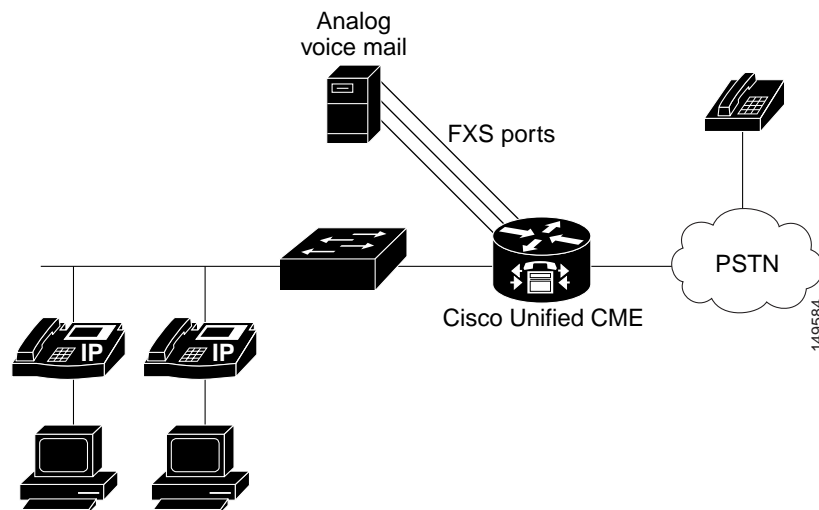 Analog
voice mail
FXS ports
PSTN
Cisco Unified CME
149584
IP
IP